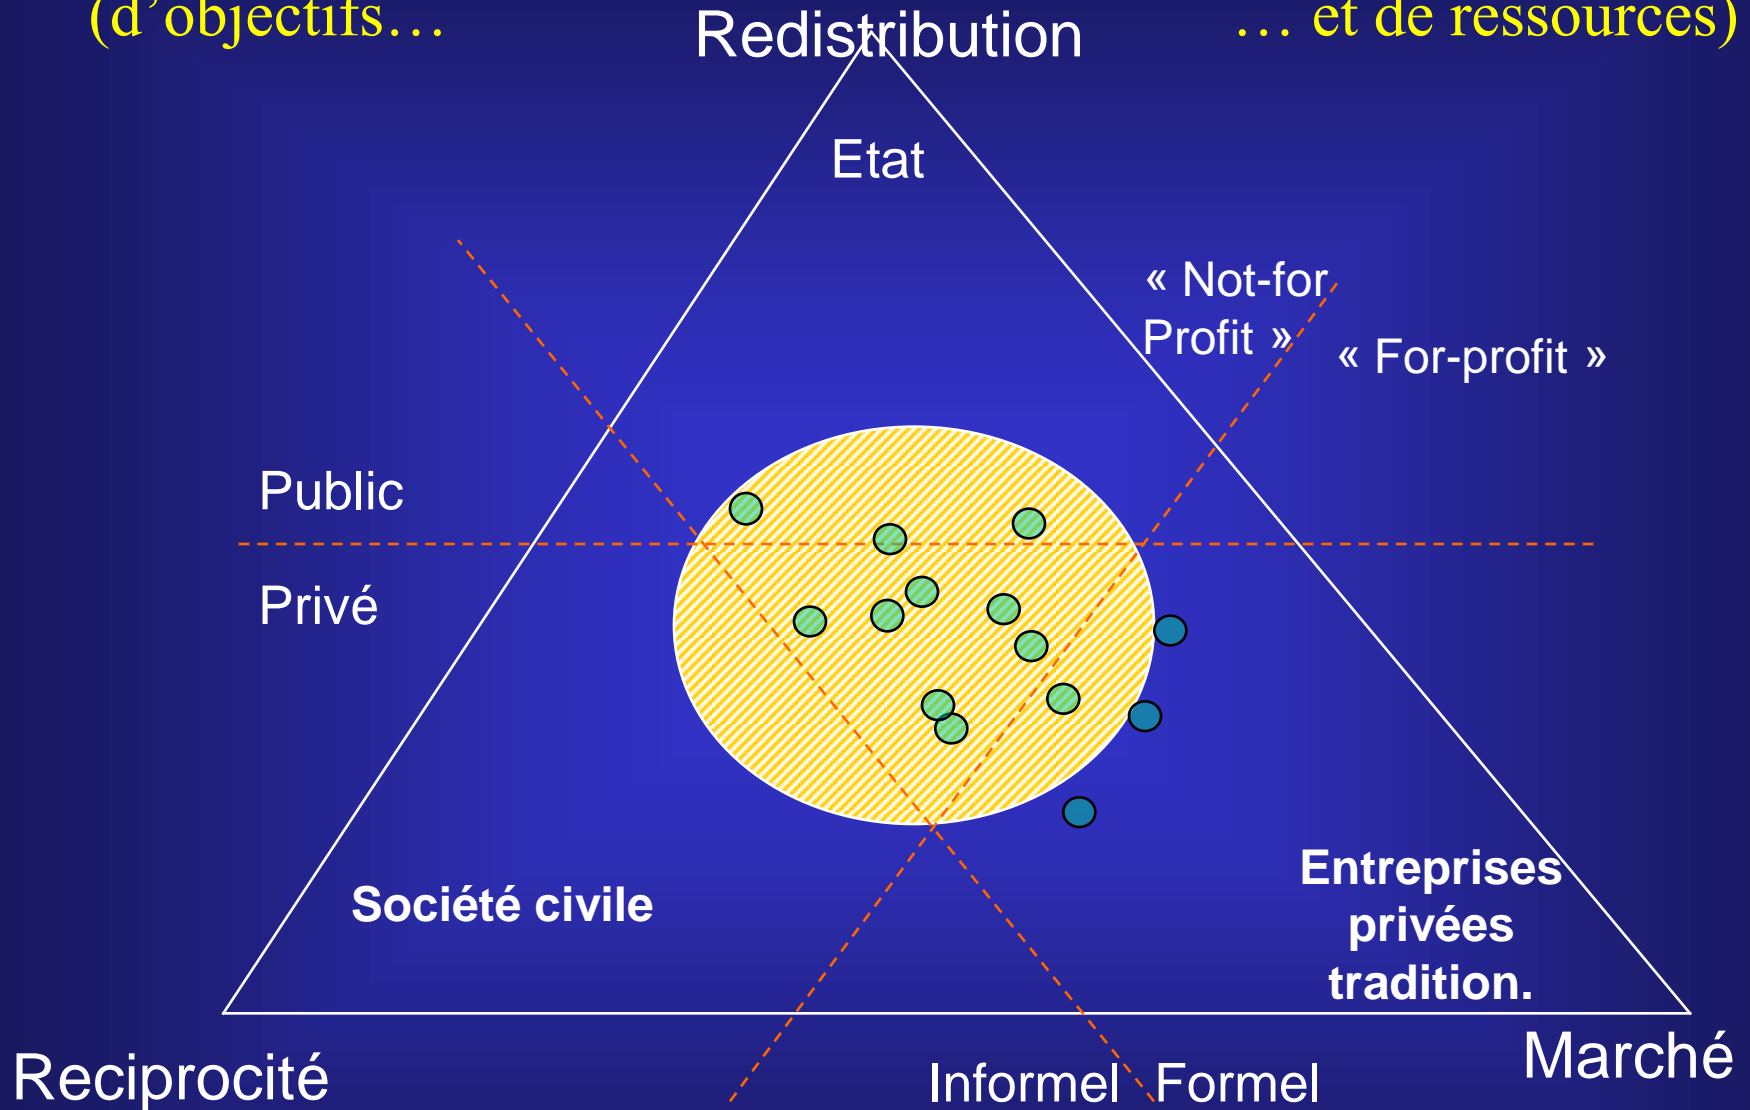 (d’objectifs…
… et de ressources)
Redistribution
Etat
« Not-for
Profit »
« For-profit »
Public
Privé
Société civile
Entreprises
privées
tradition.
Reciprocité
Informel
Formel
Marché